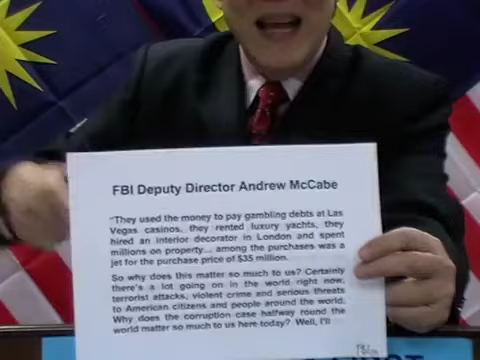 FBI Deputy Director Andrew McCabe
"They used the money to pay gambling debts at Las
Vegas casinos, they rented luxury yachts, they
hired an interior decorator in London and spent
millions on property... among the purchases was a
jet for the purchase price of $35 million.
So why does this matter so much to us? Certainly
there's a lot going on in the world right now,
terrorist attacks, violent crime and serious threats
to American citizens and people around the world.
Why does the corruption case halfway round the
world matter so much to us here today? Well, I'll